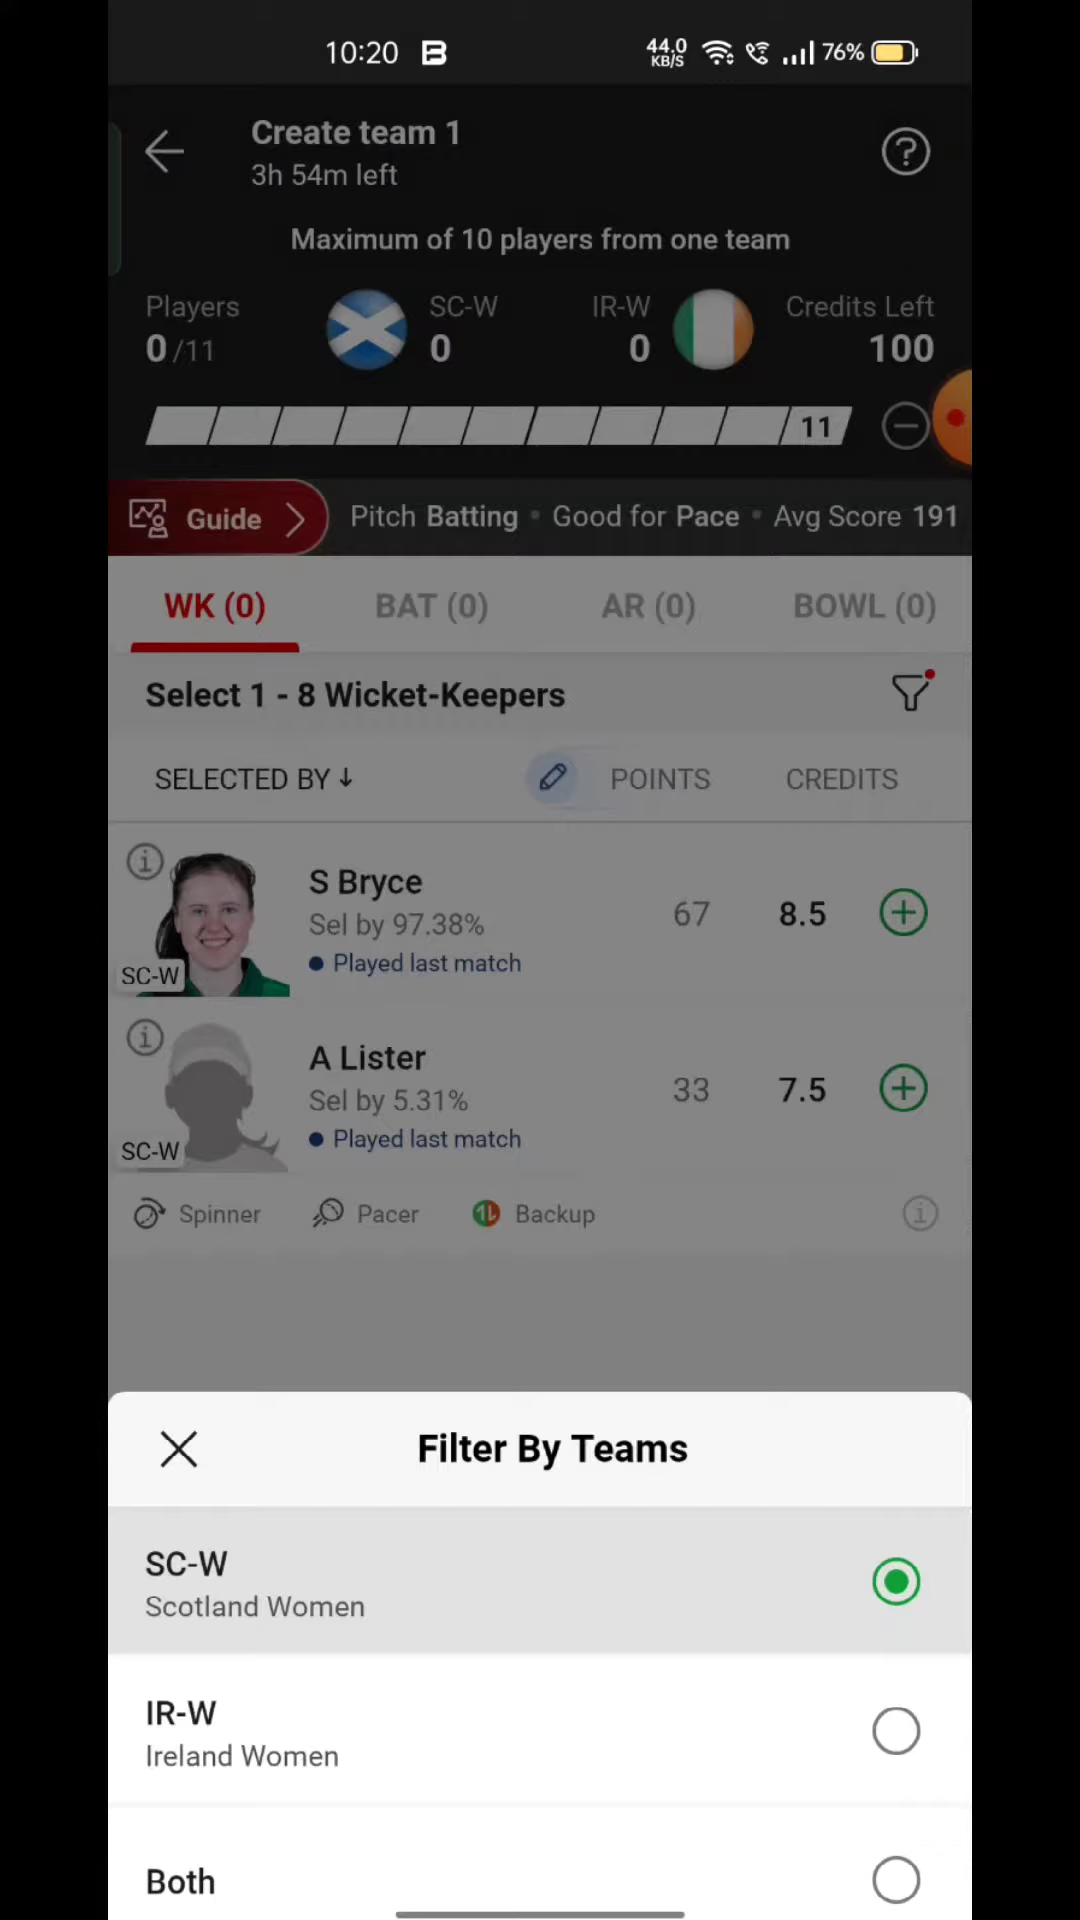 10:20
44.0
KB/S
76%
Create team 1
3h 54m left
Maximum of 10 players from one team
Players
0/11
SC-W
0
IR-W
0
Credits Left
100
11
Guide
Pitch Batting • Good for Pace • Avg Score 191
WK (0)
BAT (0)
AR (0)
BOWL (0)
Select 1 - 8 Wicket-Keepers
SELECTED BY ↓
POINTS
CREDITS
S Bryce
Sel by 97.38%
Played last match
67
8.5
SC-W
A Lister
Sel by 5.31%
Played last match
33
7.5
SC-W
Spinner
Pacer
Backup
Filter By Teams
SC-W
Scotland Women
IR-W
Ireland Women
Both